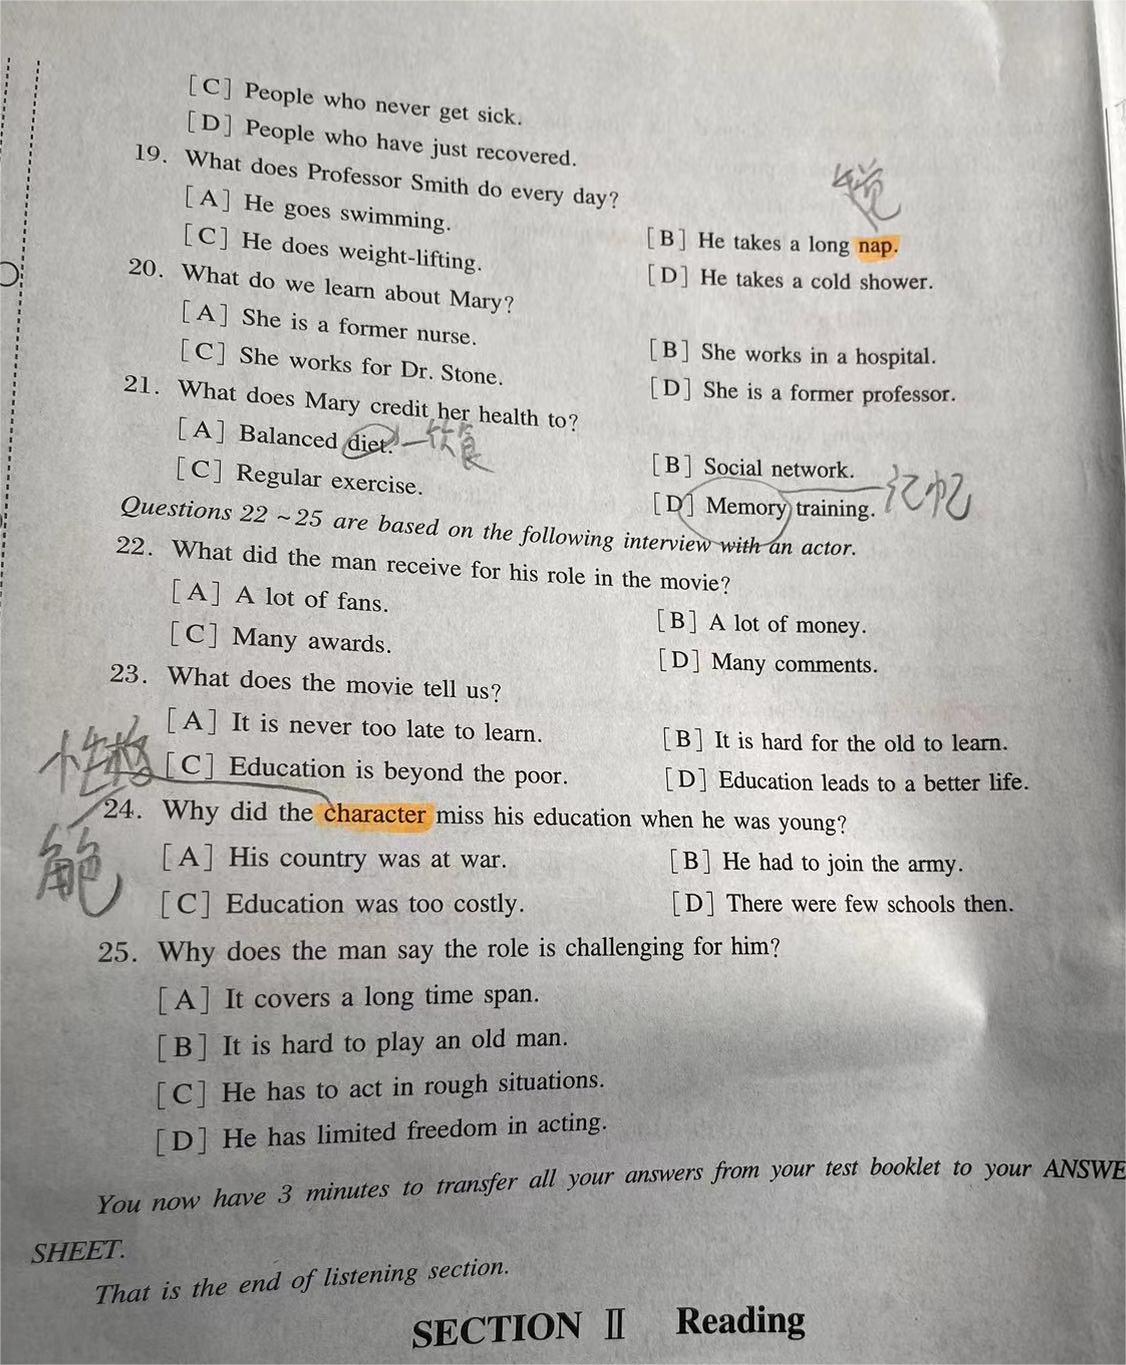 [C] People who never get sick.
[D] People who have just recovered.
19. What does Professor Smith do every day?
午觉
[A] He goes swimming.
[B] He takes a long nap.
[C] He does weight-lifting.
[D] He takes a cold shower.
20. What do we learn about Mary?
[A] She is a former nurse.
[B] She works in a hospital.
[C] She works for Dr. Stone.
[D] She is a former professor.
21. What does Mary credit her health to?
[A] Balanced diet. 饮食
[B] Social network.
[C] Regular exercise.
[D] Memory training. 记忆
Questions 22 ~ 25 are based on the following interview with an actor.
22. What did the man receive for his role in the movie?
[A] A lot of fans.
[B] A lot of money.
[C] Many awards.
[D] Many comments.
23. What does the movie tell us?
[A] It is never too late to learn.
[B] It is hard for the old to learn.
性格
[C] Education is beyond the poor.
[D] Education leads to a better life.
24. Why did the character miss his education when he was young?
[A] His country was at war.
[B] He had to join the army.
[C] Education was too costly.
[D] There were few schools then.
25. Why does the man say the role is challenging for him?
[A] It covers a long time span.
[B] It is hard to play an old man.
[C] He has to act in rough situations.
[D] He has limited freedom in acting.
You now have 3 minutes to transfer all your answers from your test booklet to your ANSWE
SHEET.
That is the end of listening section.
SECTION Ⅱ Reading